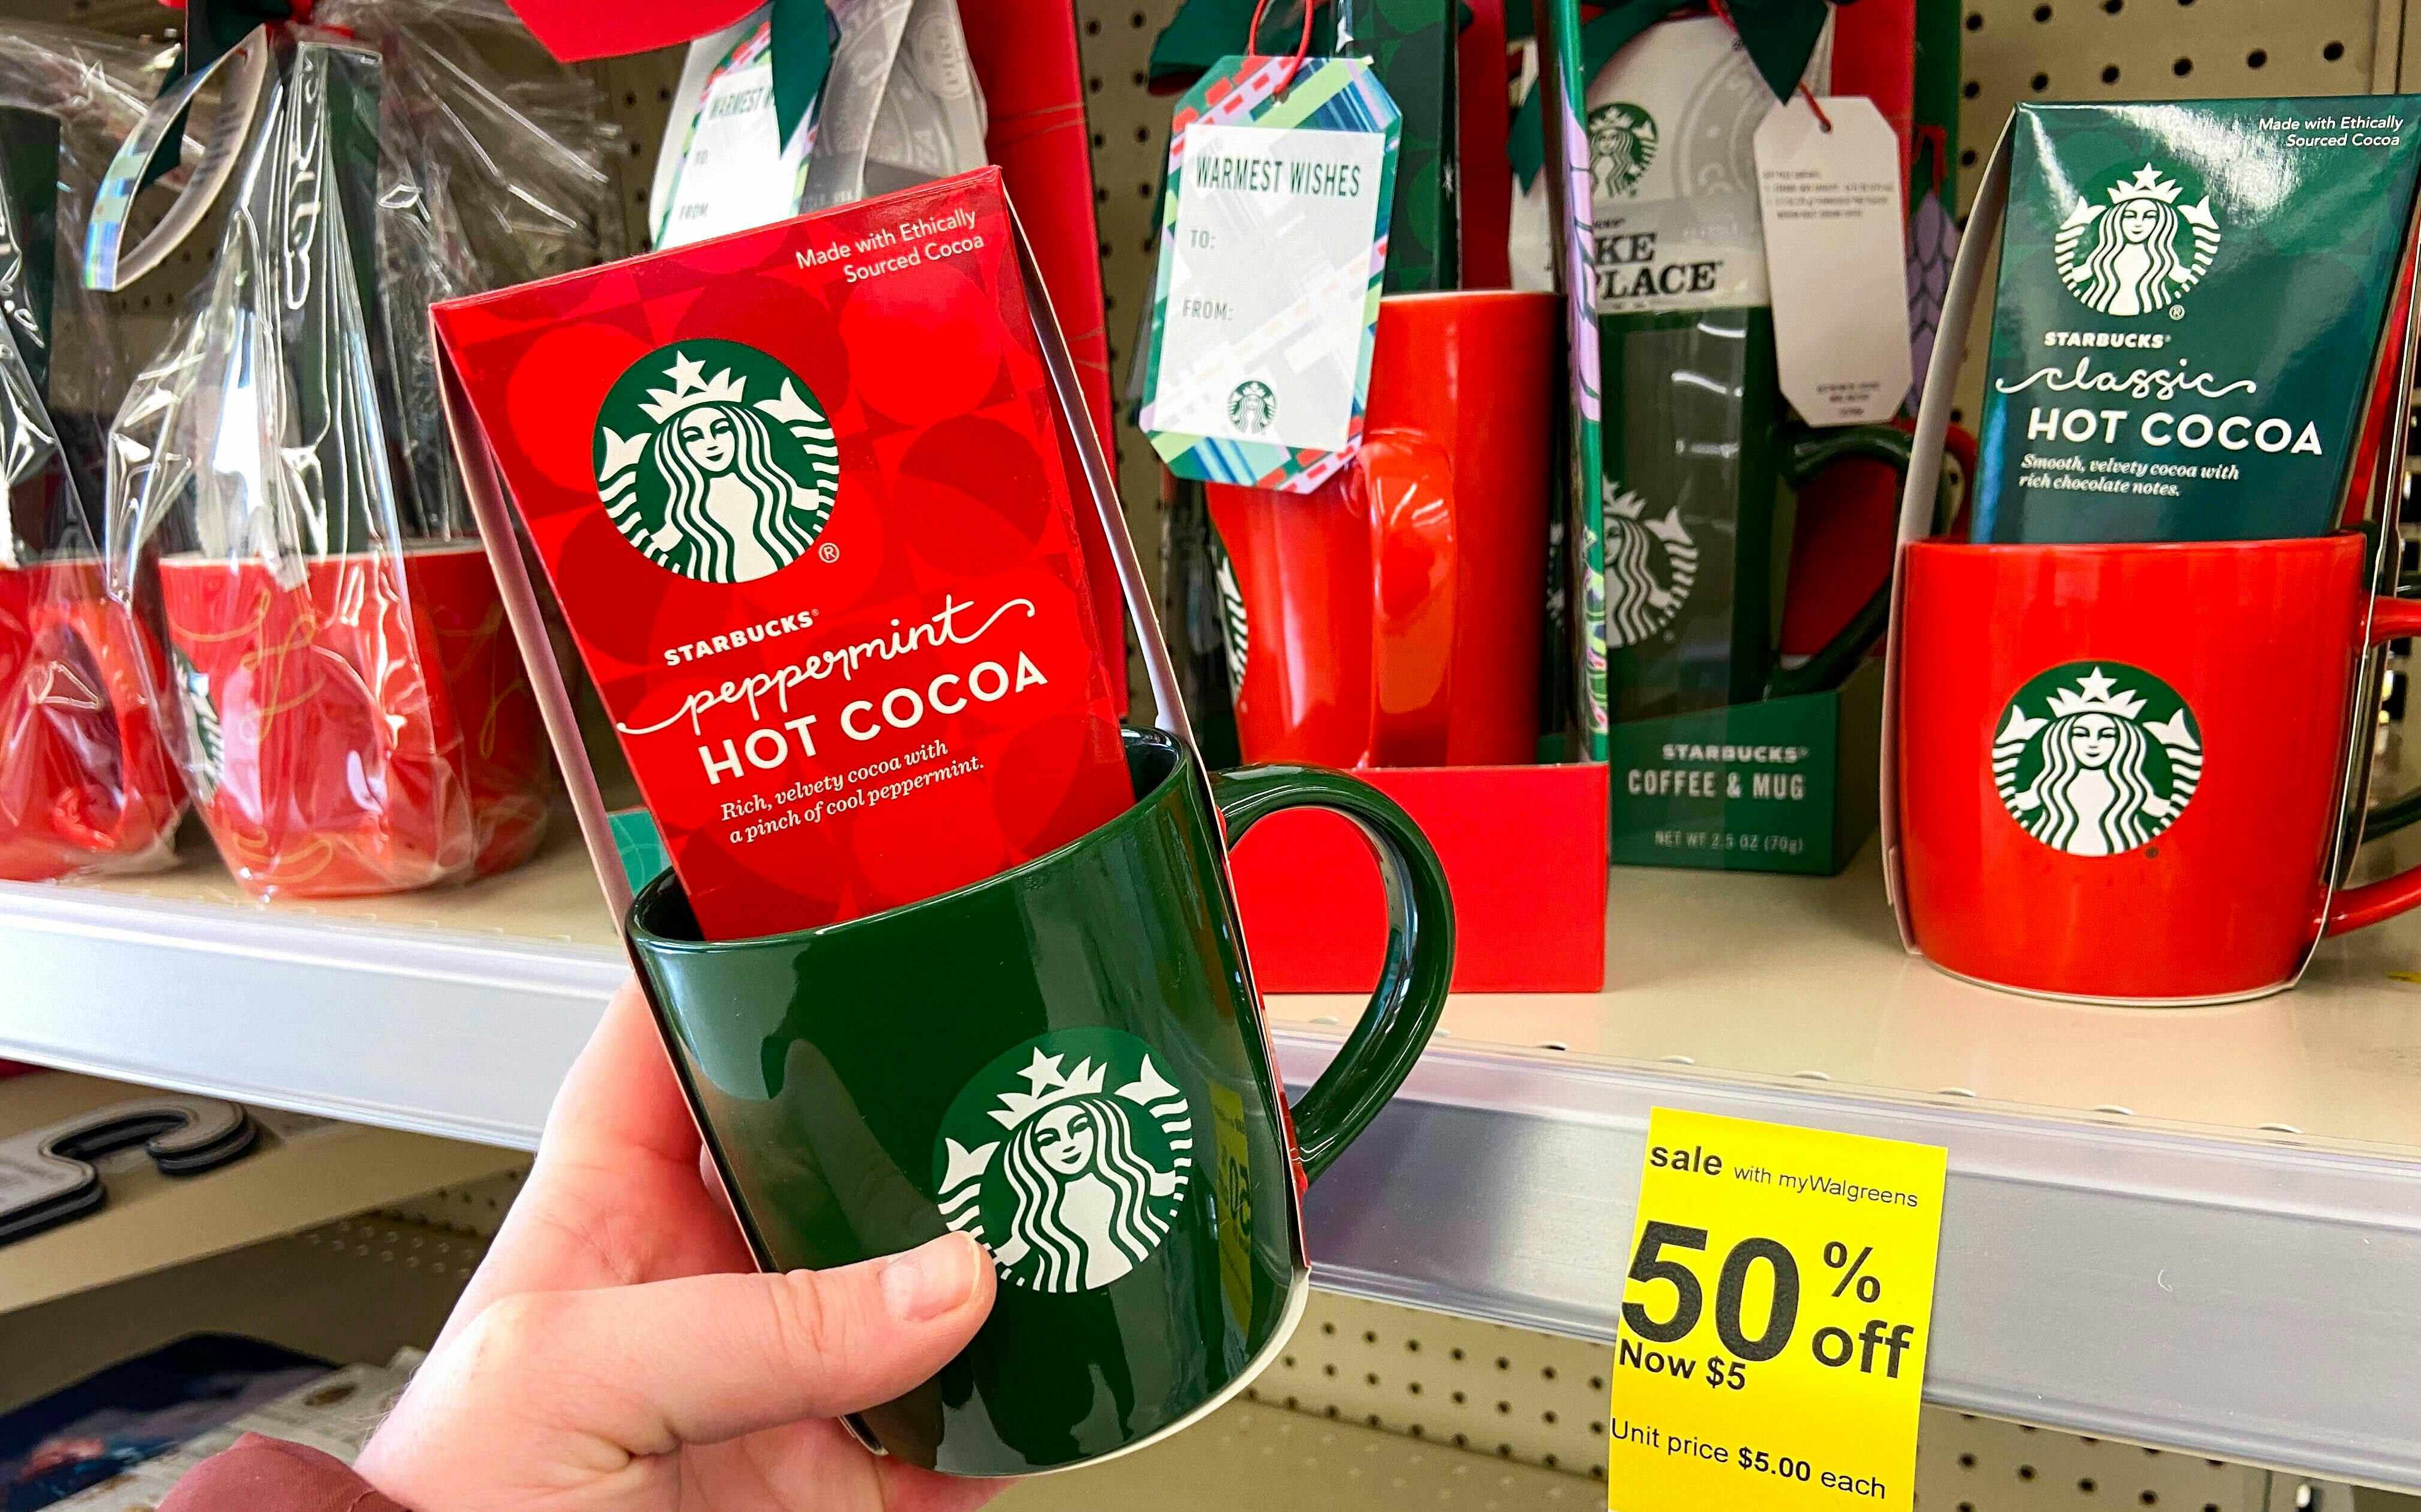 WARMEST
TO:
FROM:
Made with Ethically
Sourced Cocoa
STARBUCKS®
peppermint
HOT COCOA
Rich, velvety cocoa with
a pinch of cool peppermint.
®
WARMEST WISHES
TO:
FROM:
PLACE
STARBUCKS®
COFFEE & MUG
NET WT 2.5 OZ (70g)
Made with Ethically
Sourced Cocoa
®
STARBUCKS®
classic
HOT COCOA
Smooth, velvety cocoa with
rich chocolate notes.
sale with myWalgreens
50% off
Now $5
Unit price $5.00 each